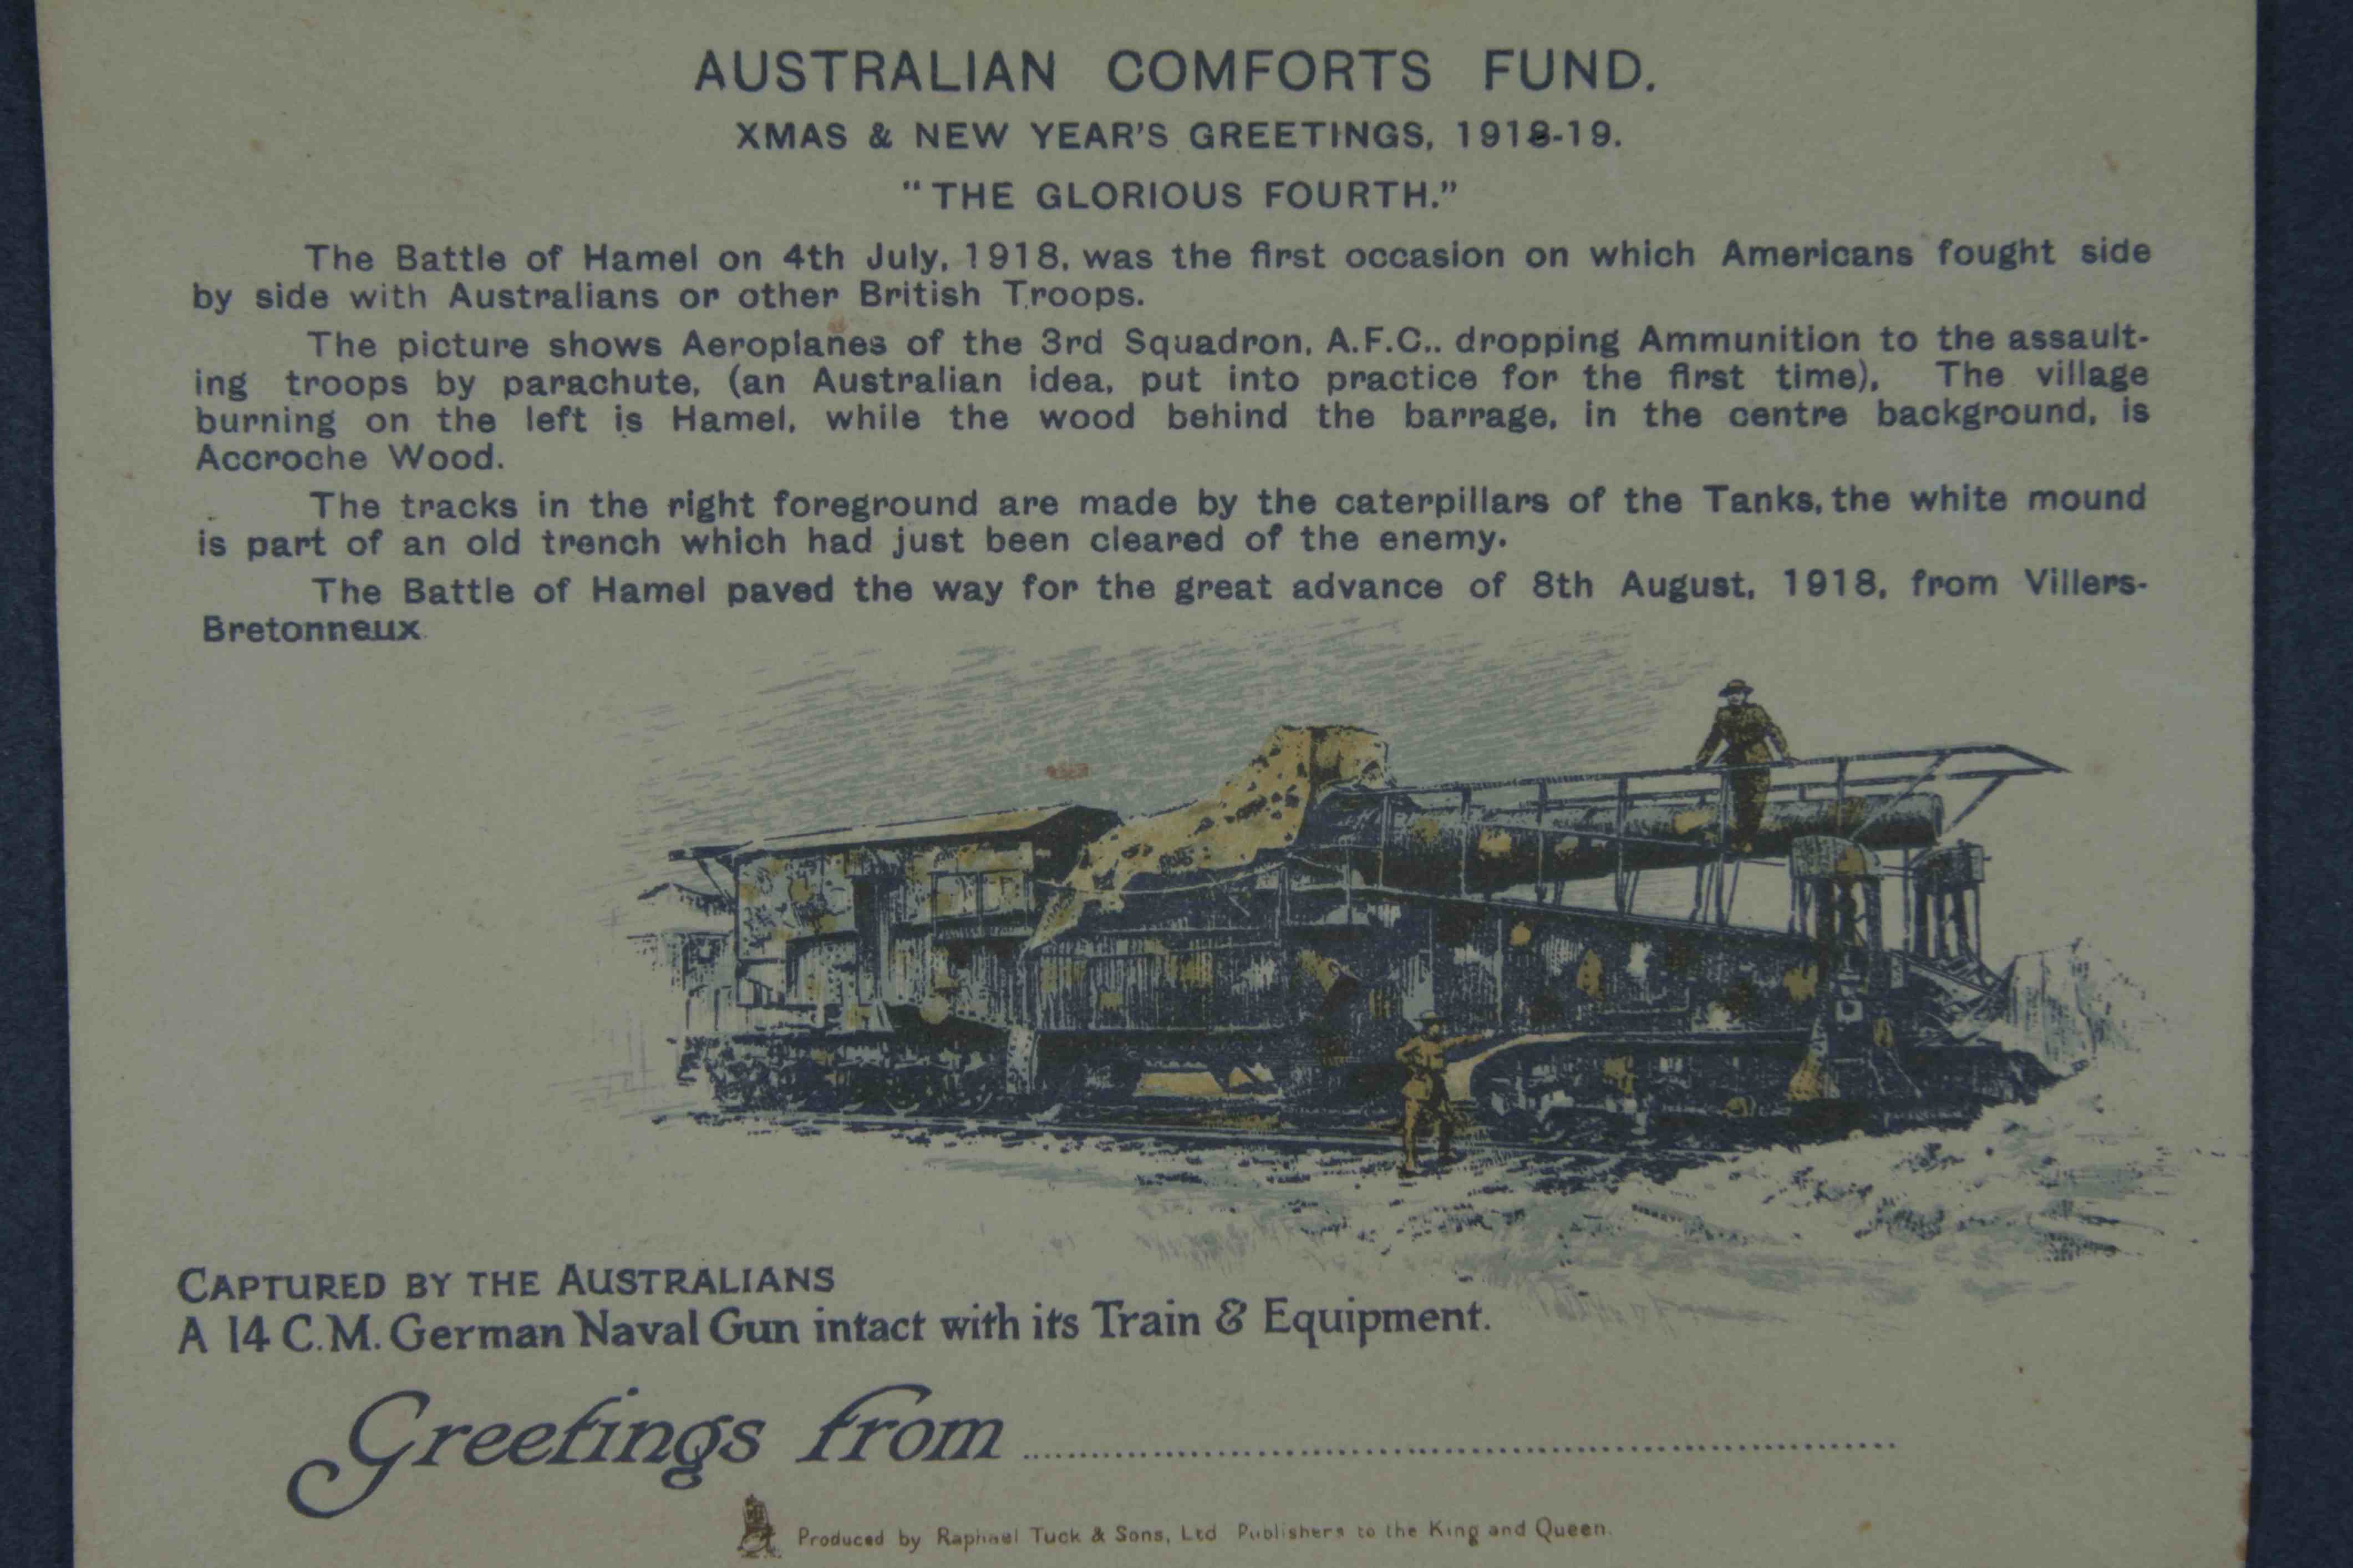 AUSTRALIAN COMFORTS FUND.
XMAS & NEW YEAR'S GREETINGS, 1918-19.
"THE GLORIOUS FOURTH."
The Battle of Hamel on 4th July, 1918, was the first occasion on which Americans fought side
by side with Australians or other British Troops.
The picture shows Aeroplanes of the 3rd Squadron, A.F.C., dropping Ammunition to the assault-
ing troops by parachute, (an Australian idea, put into practice for the first time), The village
burning on the left is Hamel, while the wood behind the barrage, in the centre background, is
Accroche Wood.
The tracks in the right foreground are made by the caterpillars of the Tanks, the white mound
is part of an old trench which had just been cleared of the enemy.
The Battle of Hamel paved the way for the great advance of 8th August, 1918, from Villers-
Bretonneux
CAPTURED BY THE AUSTRALIANS
A 14 C.M. German Naval Gun intact with its Train & Equipment.
Greetings from ..........
Produced by Raphael Tuck & Sons, Ltd Publishers to the King and Queen.